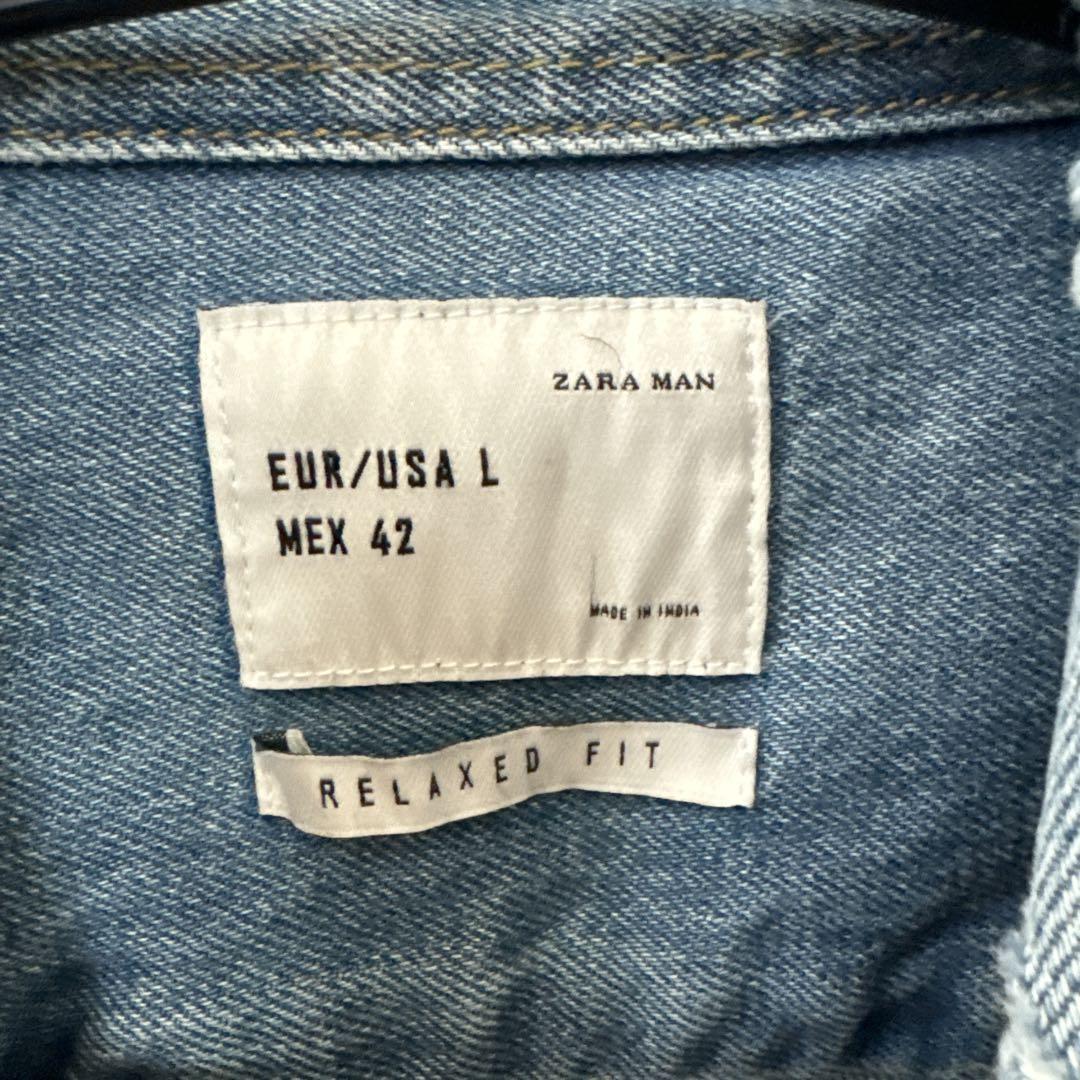 ZARA MAN
EUR/USA L
MEX 42
MADE IN INDIA
RELAXED FIT